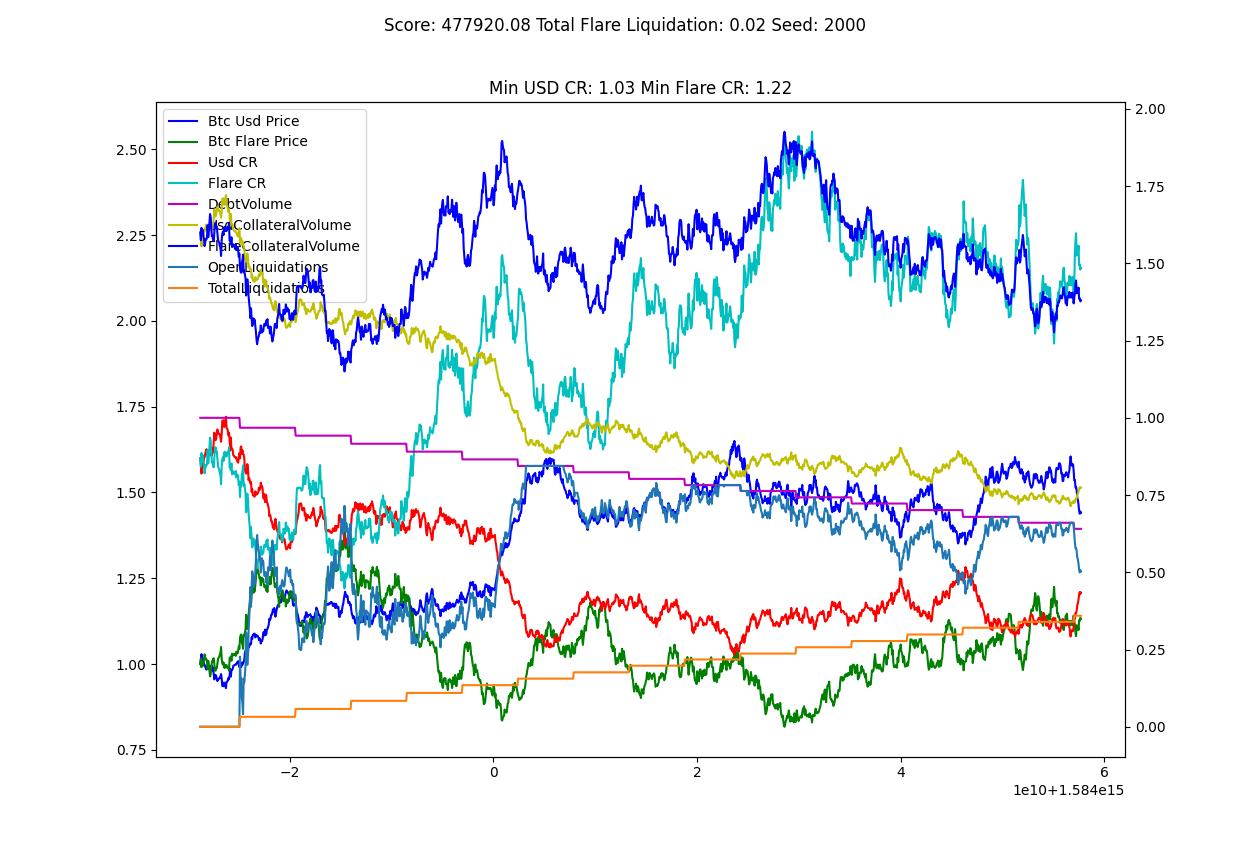 Score: 477920.08 Total Flare Liquidation: 0.02 Seed: 2000
Min USD CR: 1.03 Min Flare CR: 1.22
Btc Usd Price
Btc Flare Price
Usd CR
Flare CR
DebtVolume
UsdCollateralVolume
FlareCollateralVolume
OpenLiquidations
TotalLiquidations
2.50
2.25
2.00
1.75
1.50
1.25
1.00
0.75
2.00
1.75
1.50
1.25
1.00
0.75
0.50
0.25
0.00
−2
0
2
4
6
1e10+1.584e15